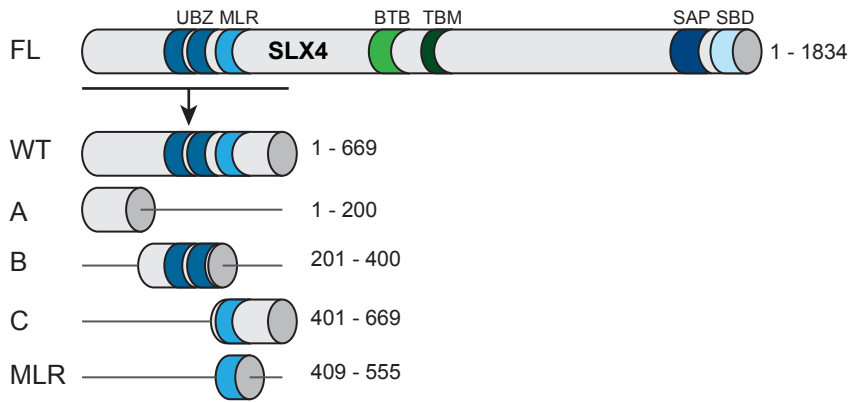 UBZ MLR BTB TBM SAP SBD
FL SLX4 1 - 1834
WT 1 - 669
A 1 - 200
B 201 - 400
C 401 - 669
MLR 409 - 555